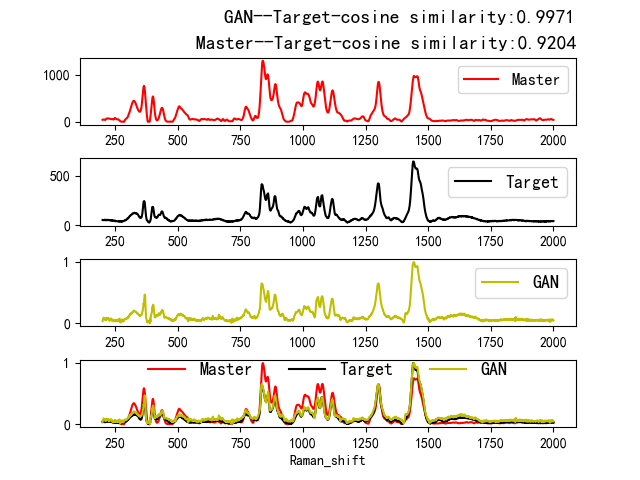 GAN--Target-cosine similarity:0.9971
Master--Target-cosine similarity:0.9204
1000
0
Master
250 500 750 1000 1250 1500 1750 2000
500
0
Target
250 500 750 1000 1250 1500 1750 2000
1
0
GAN
250 500 750 1000 1250 1500 1750 2000
1
0
Master Target GAN
250 500 750 1000 1250 1500 1750 2000
Raman_shift